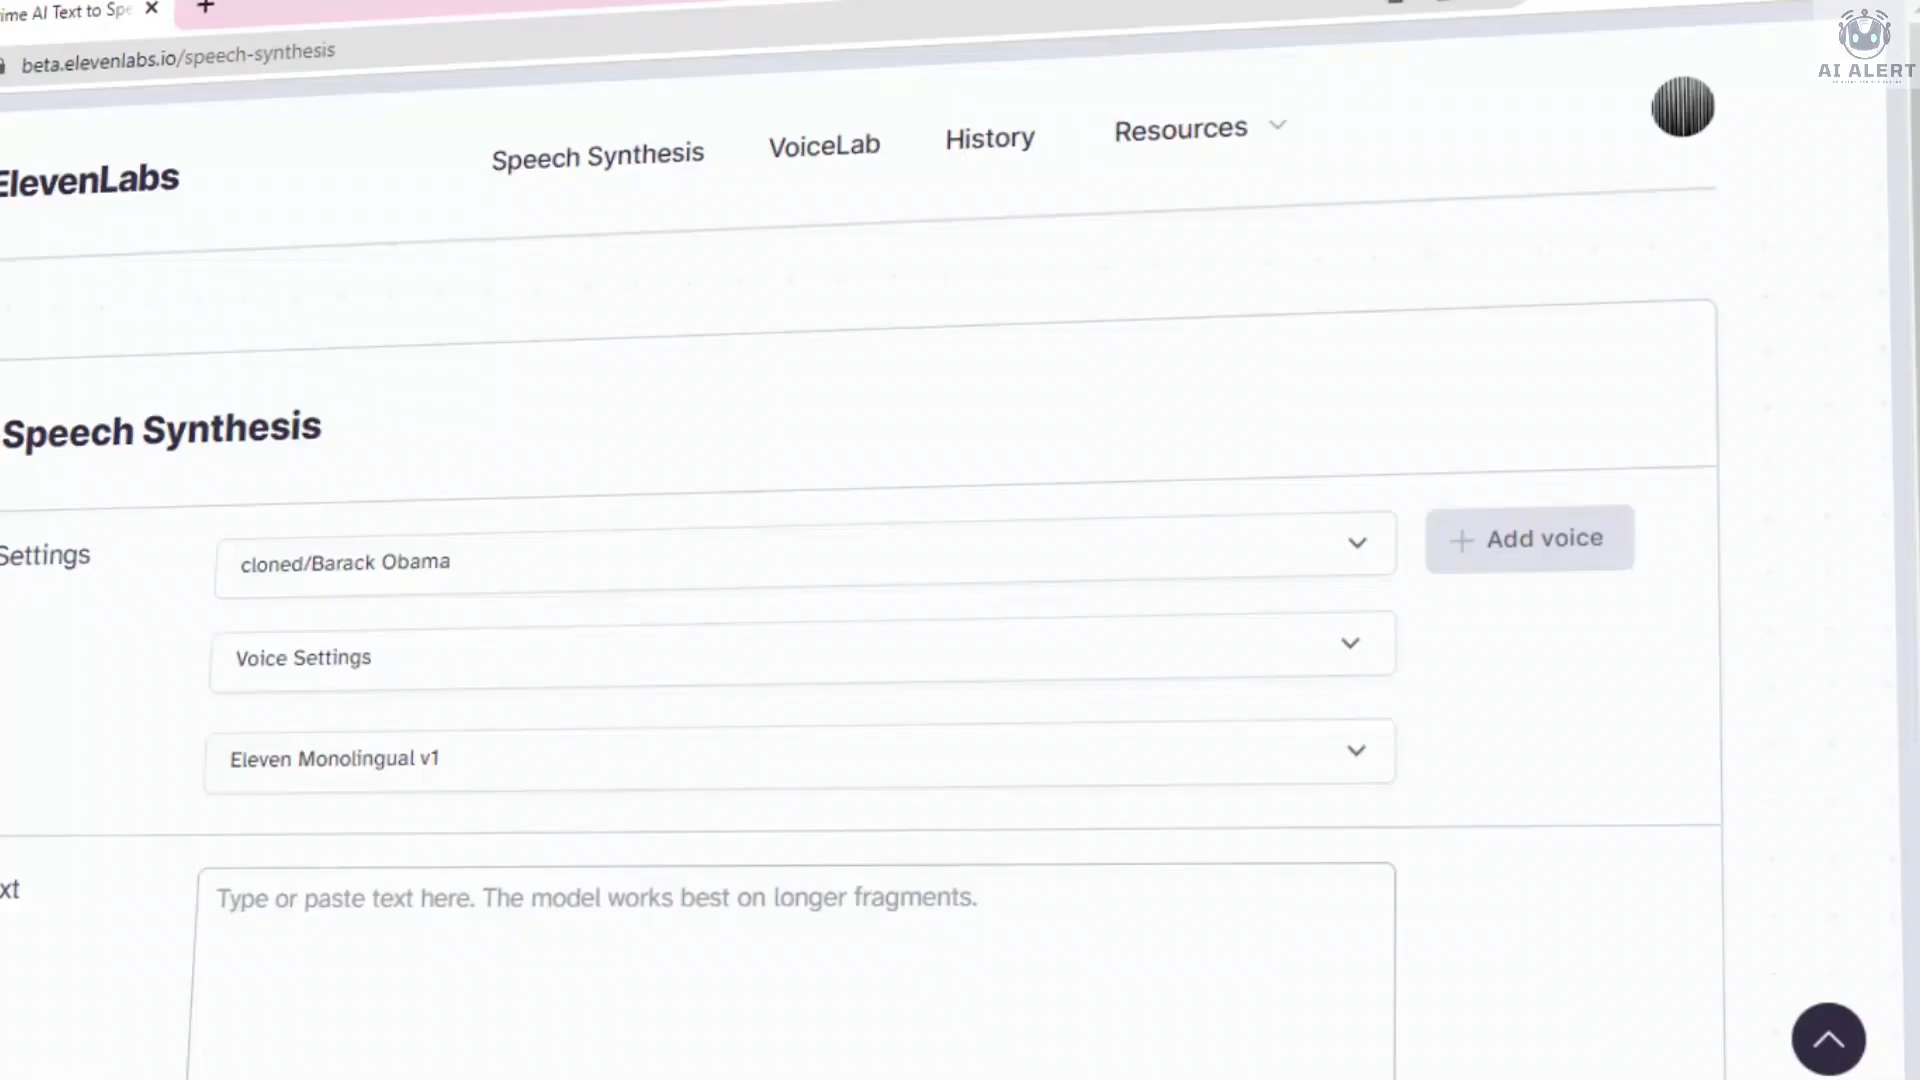 ime AI Text to Spe
beta.elevenlabs.io/speech-synthesis
AI ALERT
ElevenLabs
Speech Synthesis
VoiceLab
History
Resources
Speech Synthesis
Settings
cloned/Barack Obama
+ Add voice
Voice Settings
Eleven Monolingual v1
xt
Type or paste text here. The model works best on longer fragments.